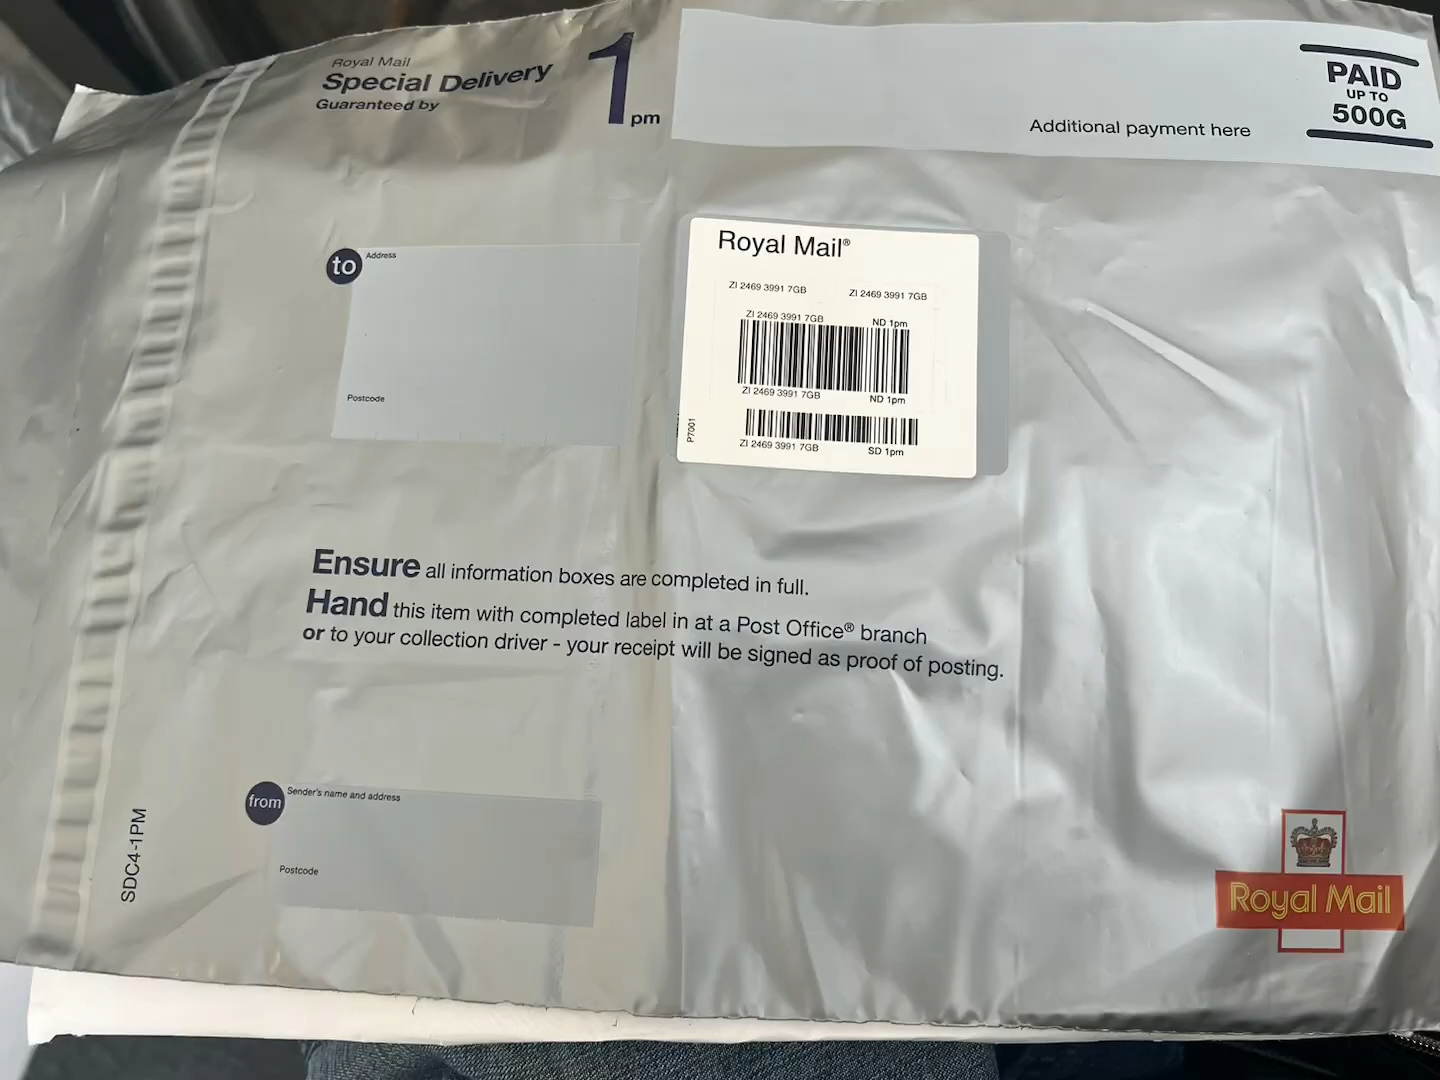 Royal Mail
Special Delivery
Guaranteed by
1pm
PAID
UP TO
500G
Additional payment here
to
Address
Postcode
Royal Mail®
ZI 2469 3991 7GB ZI 2469 3991 7GB
ZI 2469 3991 7GB ND 1pm
ZI 2469 3991 7GB ND 1pm
ZI 2469 3991 7GB SD 1pm
P7001
Ensure all information boxes are completed in full.
Hand this item with completed label in at a Post Office® branch
or to your collection driver - your receipt will be signed as proof of posting.
from
Sender's name and address
Postcode
SDC4-1PM
Royal Mail